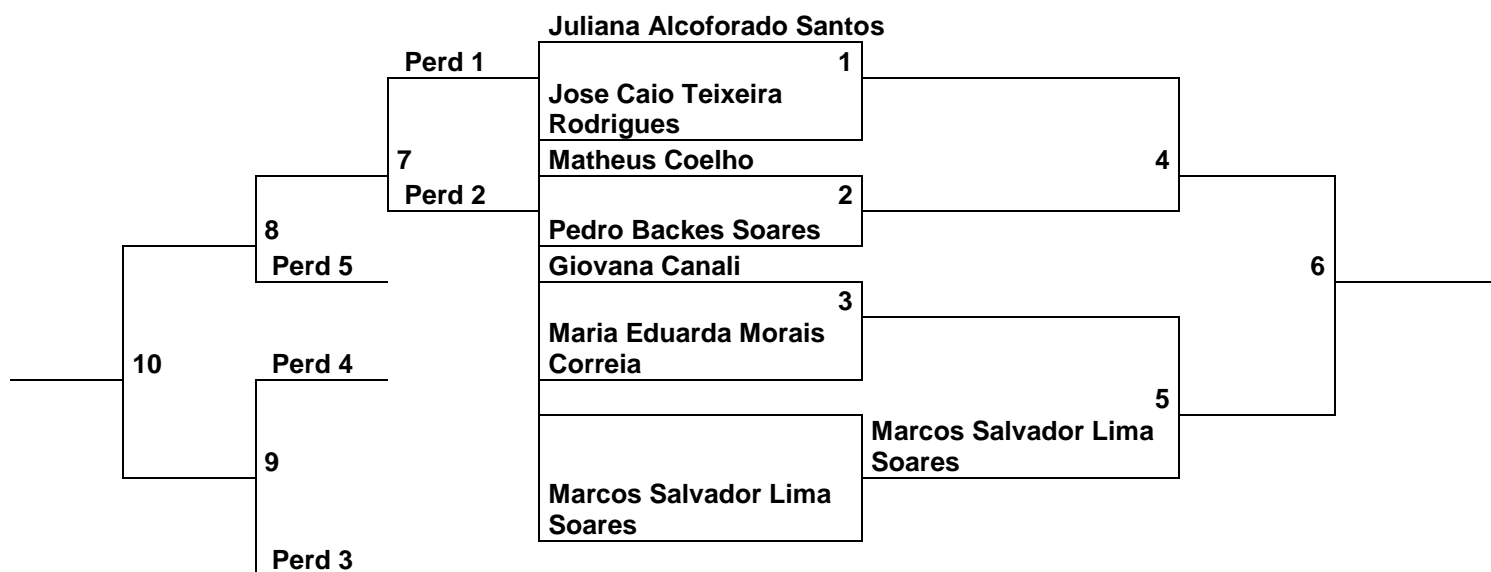 Juliana Alcoforado Santos
Perd 1
1
Jose Caio Teixeira
Rodrigues
7
Matheus Coelho
4
Perd 2
2
8
Pedro Backes Soares
Perd 5
Giovana Canali
6
3
Maria Eduarda Morais
10
Perd 4
Correia
5
Marcos Salvador Lima
9
Soares
Marcos Salvador Lima
Soares
Perd 3